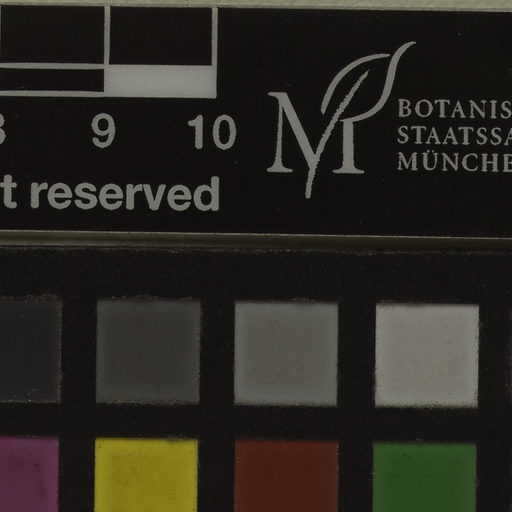 9 10
M
BOTANIS
STAATSSA
MÜNCHE
t reserved